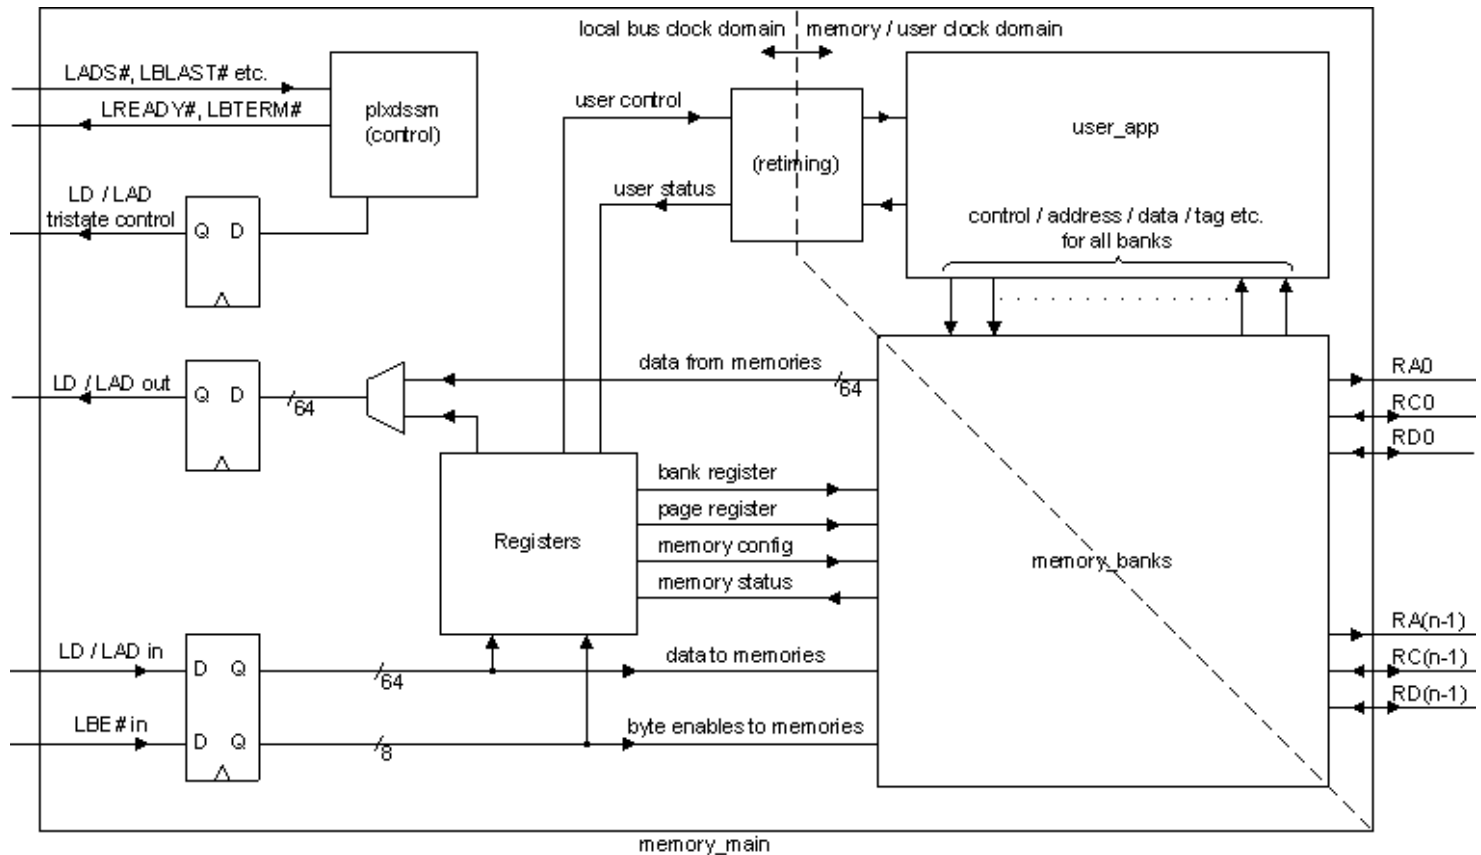 local bus clock domain
memory / user clock domain
LADS#, LBLAST# etc.
LREADY#, LBTERM#
plxdssm
(control)
user control
(retiming)
user_app
user status
control / address / data / tag etc.
for all banks
LD / LAD
tristate control
Q D
data from memories
/64
LD / LAD out
Q D
/64
RA0
RC0
RD0
bank register
page register
memory config
memory status
Registers
memory_banks
LD / LAD in
D Q
/64
data to memories
LBE# in
D Q
/8
byte enables to memories
RA(n-1)
RC(n-1)
RD(n-1)
memory_main